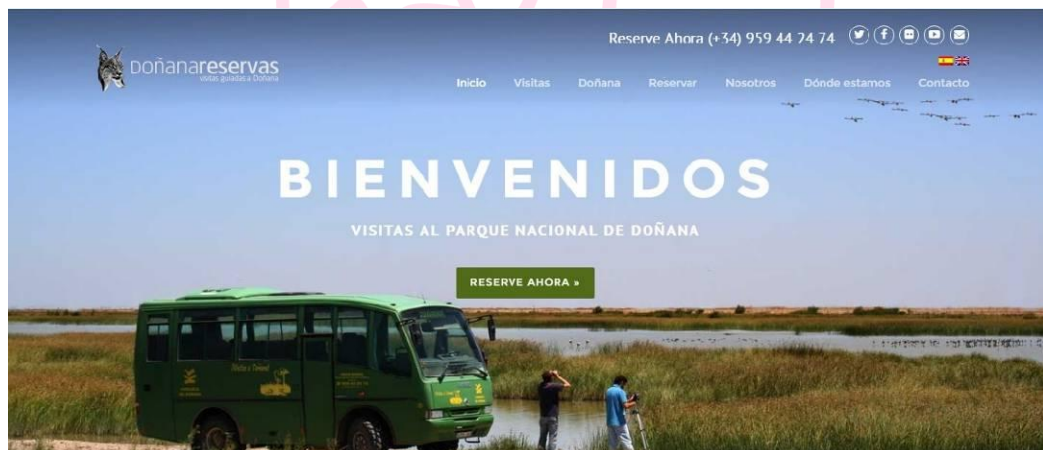 Reserve Ahora (+34) 959 44 24 74
Doñanareservas
visitas guiadas a Doñana
Inicio Visitas Doñana Reservar Nosotros Dónde estamos Contacto
BIENVENIDOS
VISITAS AL PARQUE NACIONAL DE DOÑANA
RESERVE AHORA »